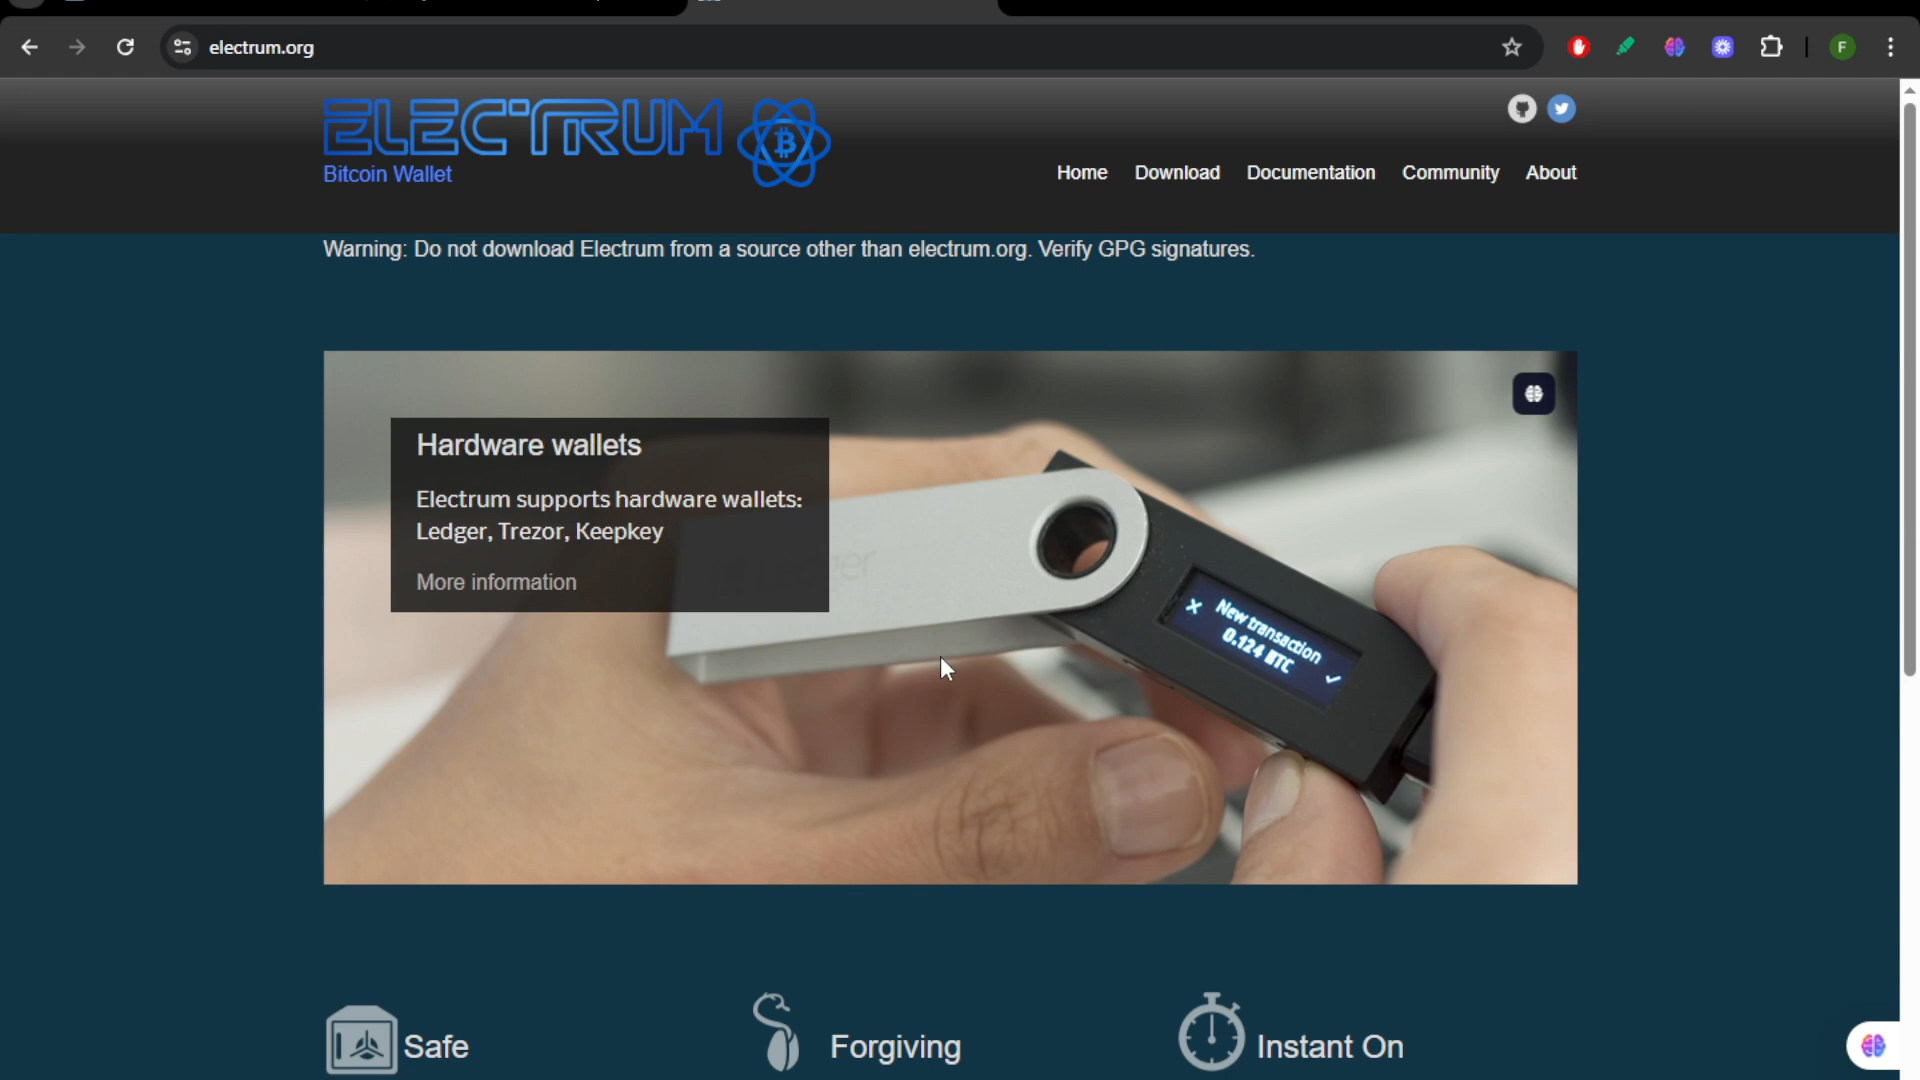 electrum.org
F
ELECTRUM
Bitcoin Wallet
Home Download Documentation Community About
Warning: Do not download Electrum from a source other than electrum.org. Verify GPG signatures.
Hardware wallets
Electrum supports hardware wallets:
Ledger, Trezor, Keepkey
More information
New transaction
0.124 BTC
Safe
Forgiving
Instant On